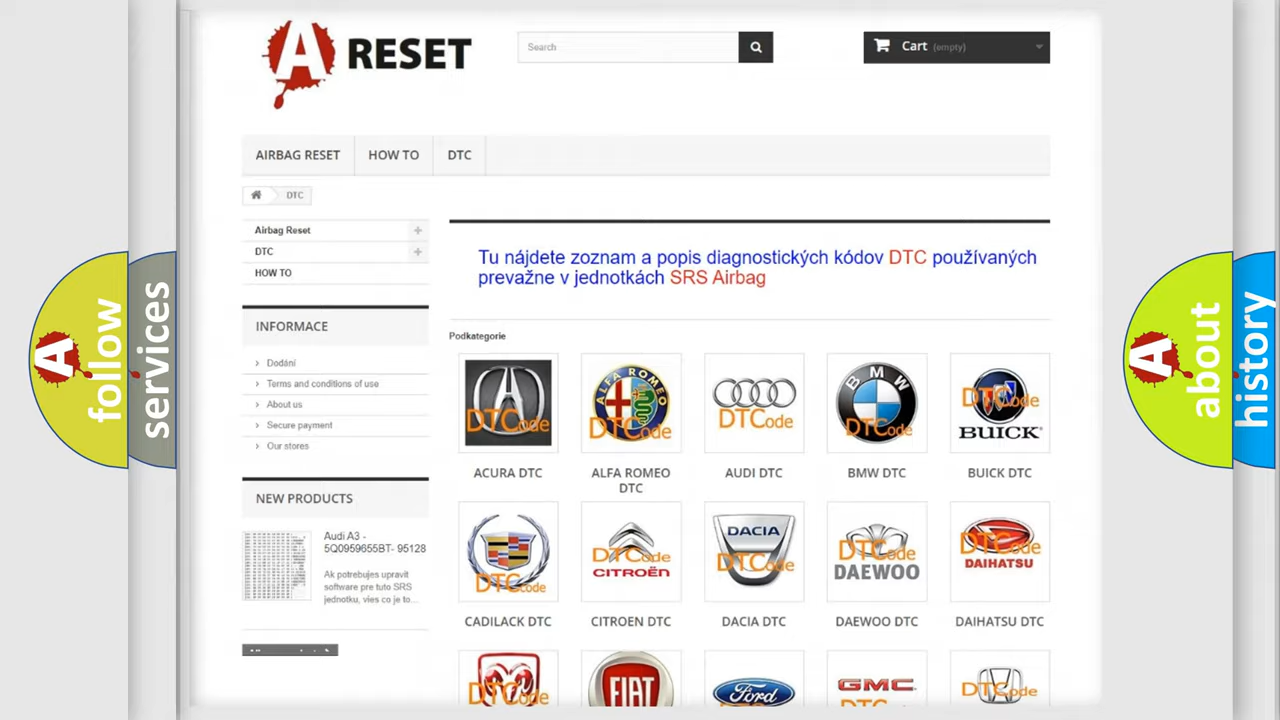 A RESET
Search
Cart (empty)
AIRBAG RESET
HOW TO
DTC
DTC
Airbag Reset
DTC
HOW TO
INFORMACE
Dodání
Terms and conditions of use
About us
Secure payment
Our stores
NEW PRODUCTS
Audi A3 -
5Q0959655BT- 95128
Ak potrebujes upravit
software pre tuto SRS
jednotku, vies co je to...
Tu nájdete zoznam a popis diagnostických kódov DTC používaných
prevažne v jednotkách SRS Airbag
Podkategorie
DTCode
ALFA ROMEO
DTCode
DTCode
BMW
DTCode
DTCode
BUICK
ACURA DTC
ALFA ROMEO
DTC
AUDI DTC
BMW DTC
BUICK DTC
DTCode
DTCode
CITROËN
DACIA
DTCode
DTCode
DAEWOO
DTCode
DAIHATSU
CADILACK DTC
CITROEN DTC
DACIA DTC
DAEWOO DTC
DAIHATSU DTC
DTCode
FIAT
Ford
GMC
DTCode
A follow
services
A about
history